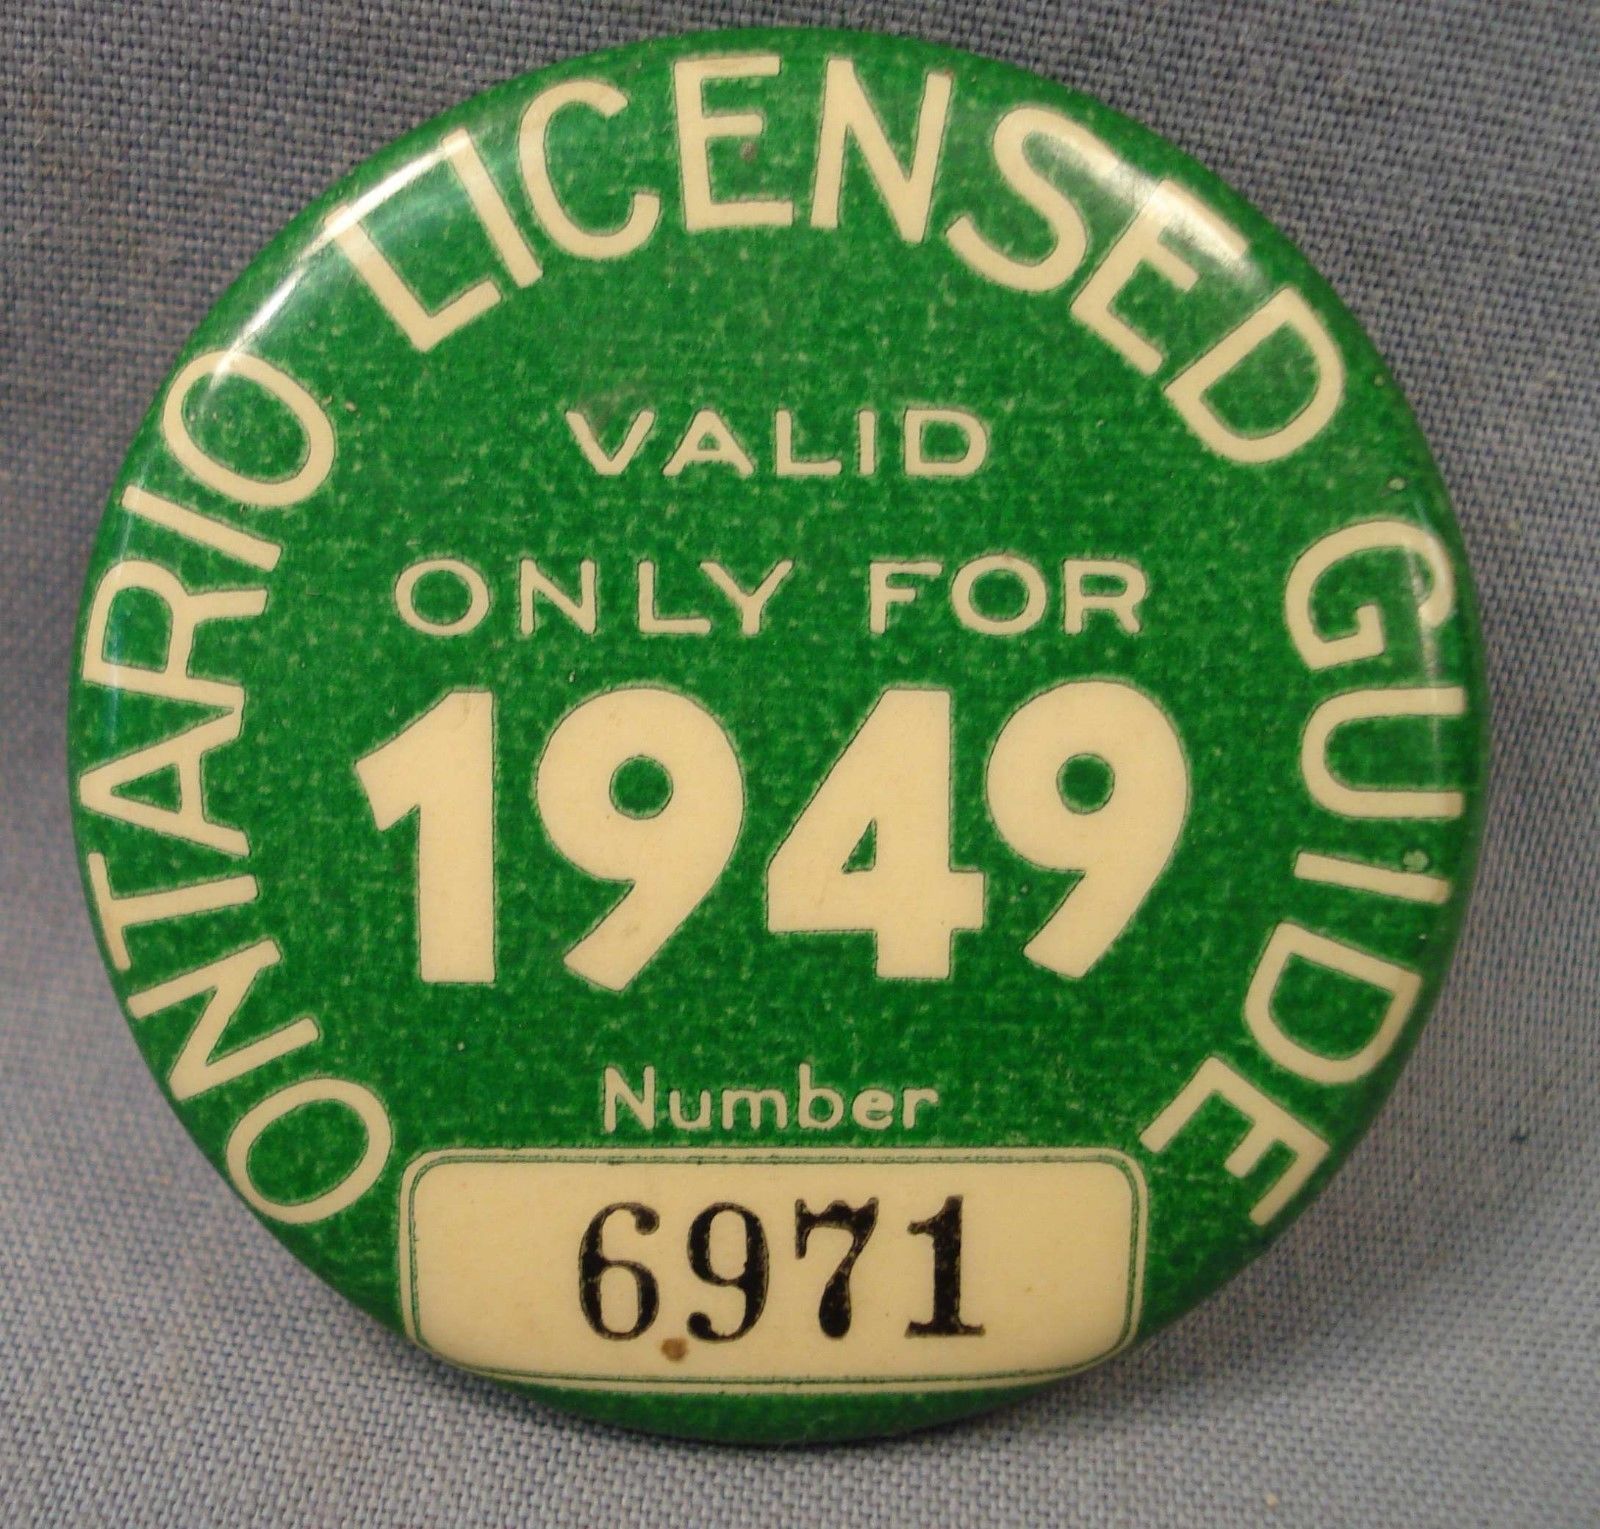 ONTARIO LICENSED GUIDE
VALID
ONLY FOR
1949
Number
6971